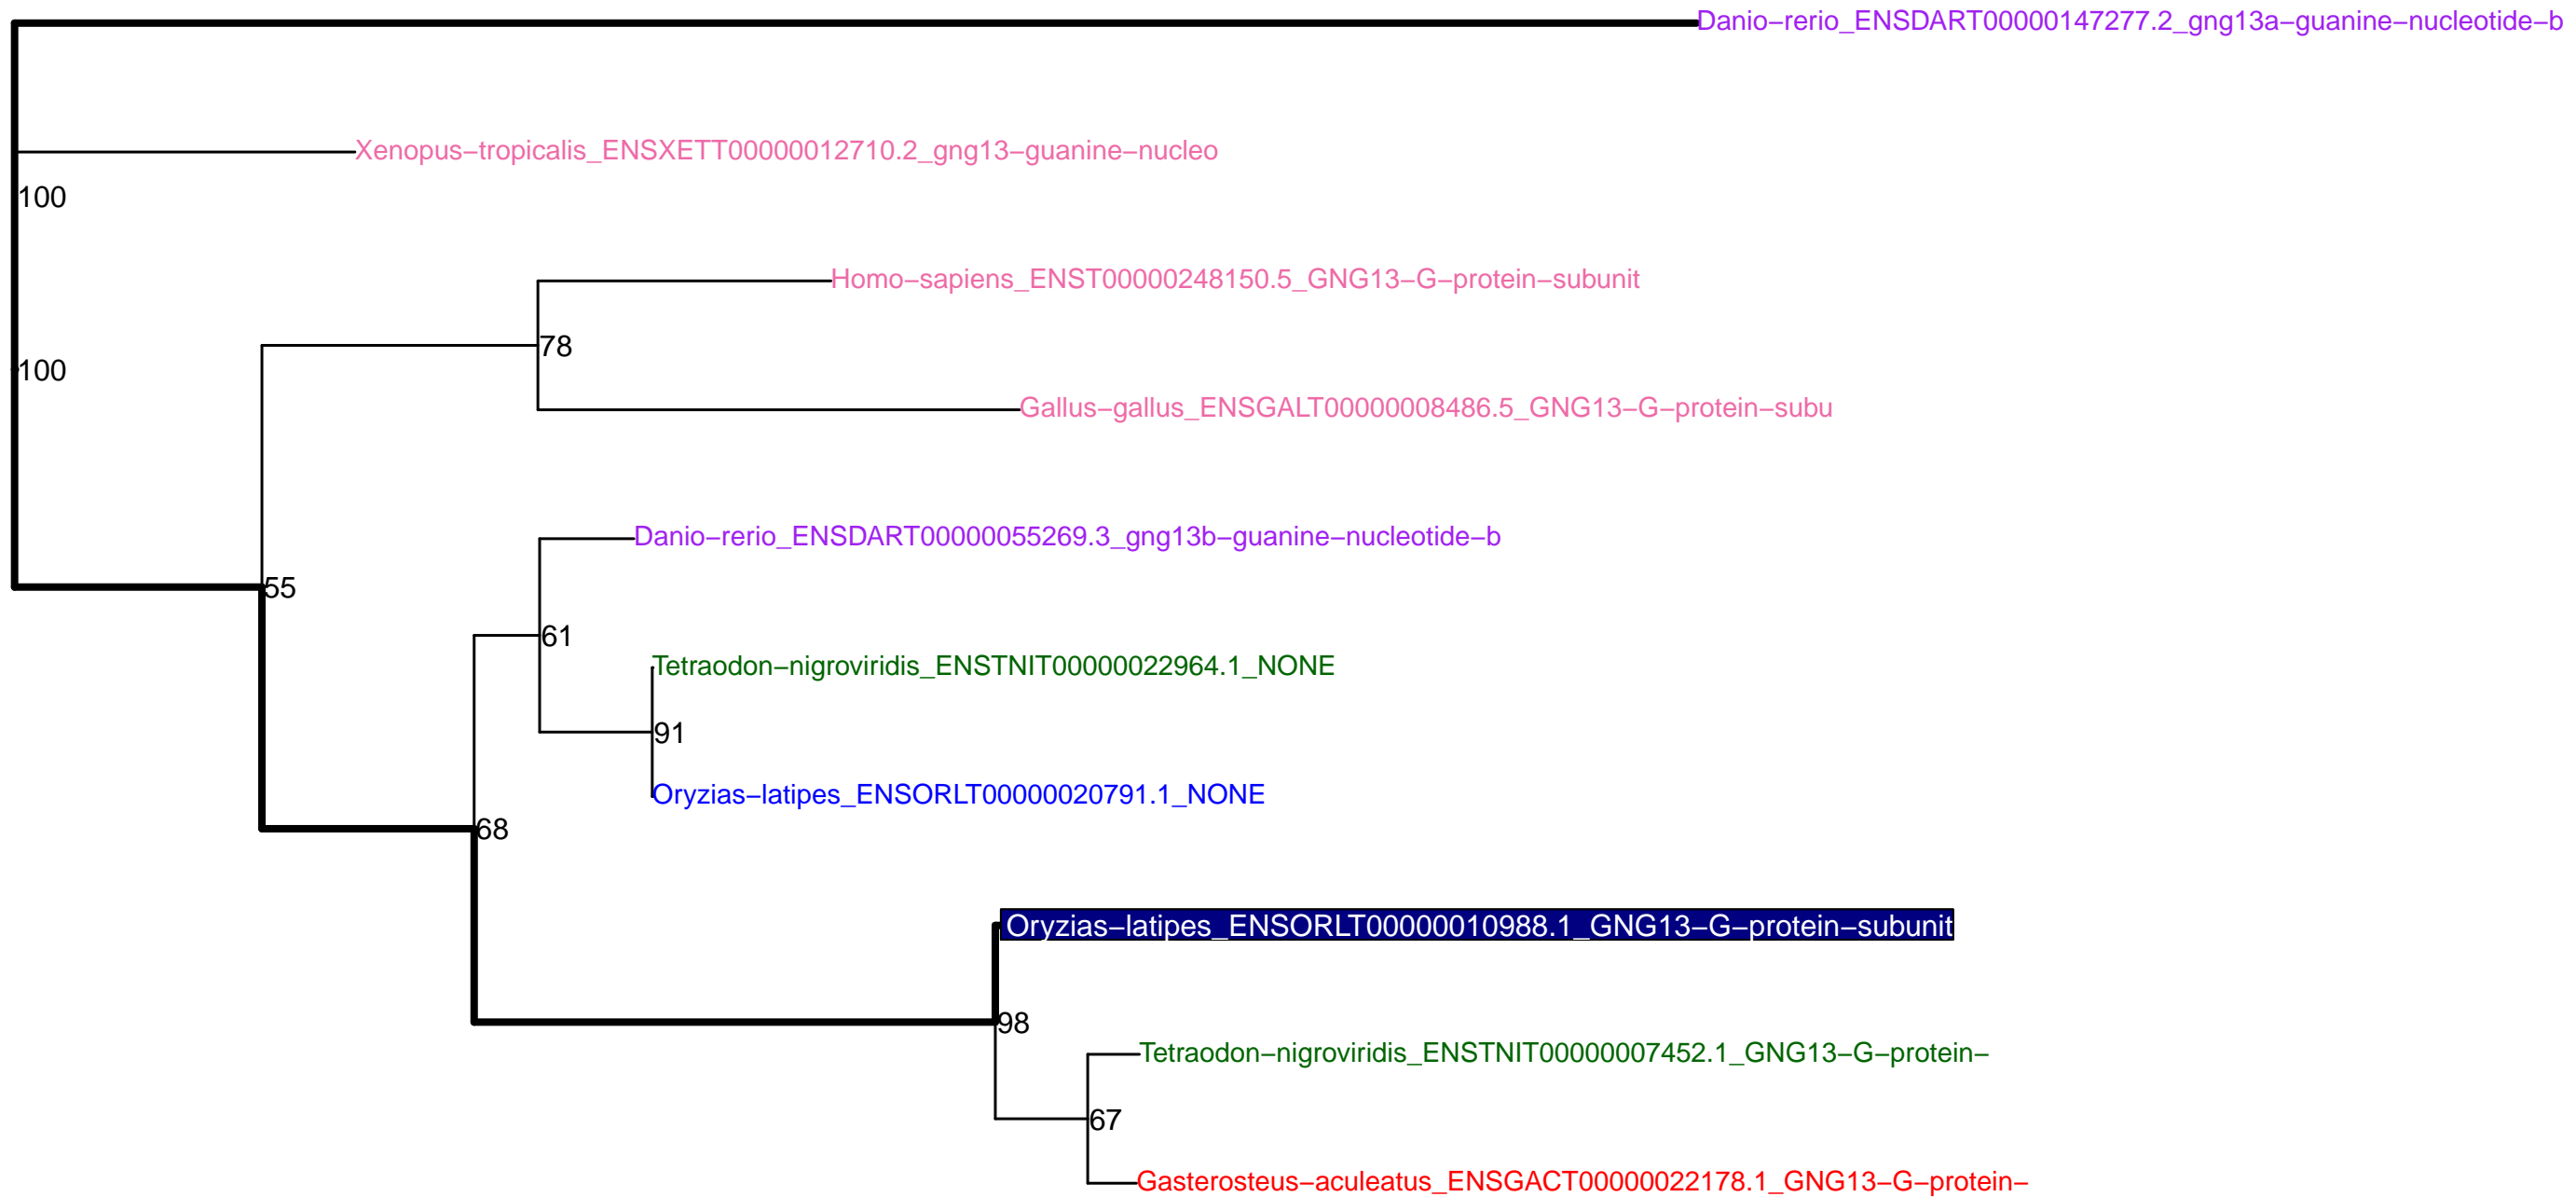 Danio–rerio_ENSDART00000147277.2_gng13a–guanine–nucleotide–b
Xenopus–tropicalis_ENSXETT00000012710.2_gng13–guanine–nucleo
100
Homo–sapiens_ENST00000248150.5_GNG13–G–protein–subunit
78
100
Gallus–gallus_ENSGALT00000008486.5_GNG13–G–protein–subu
Danio–rerio_ENSDART00000055269.3_gng13b–guanine–nucleotide–b
55
61
Tetraodon–nigroviridis_ENSTNIT00000022964.1_NONE
91
Oryzias–latipes_ENSORLT00000020791.1_NONE
68
Oryzias–latipes_ENSORLT00000010988.1_GNG13–G–protein–subunit
98
Tetraodon–nigroviridis_ENSTNIT00000007452.1_GNG13–G–protein–
67
Gasterosteus–aculeatus_ENSGACT00000022178.1_GNG13–G–protein–